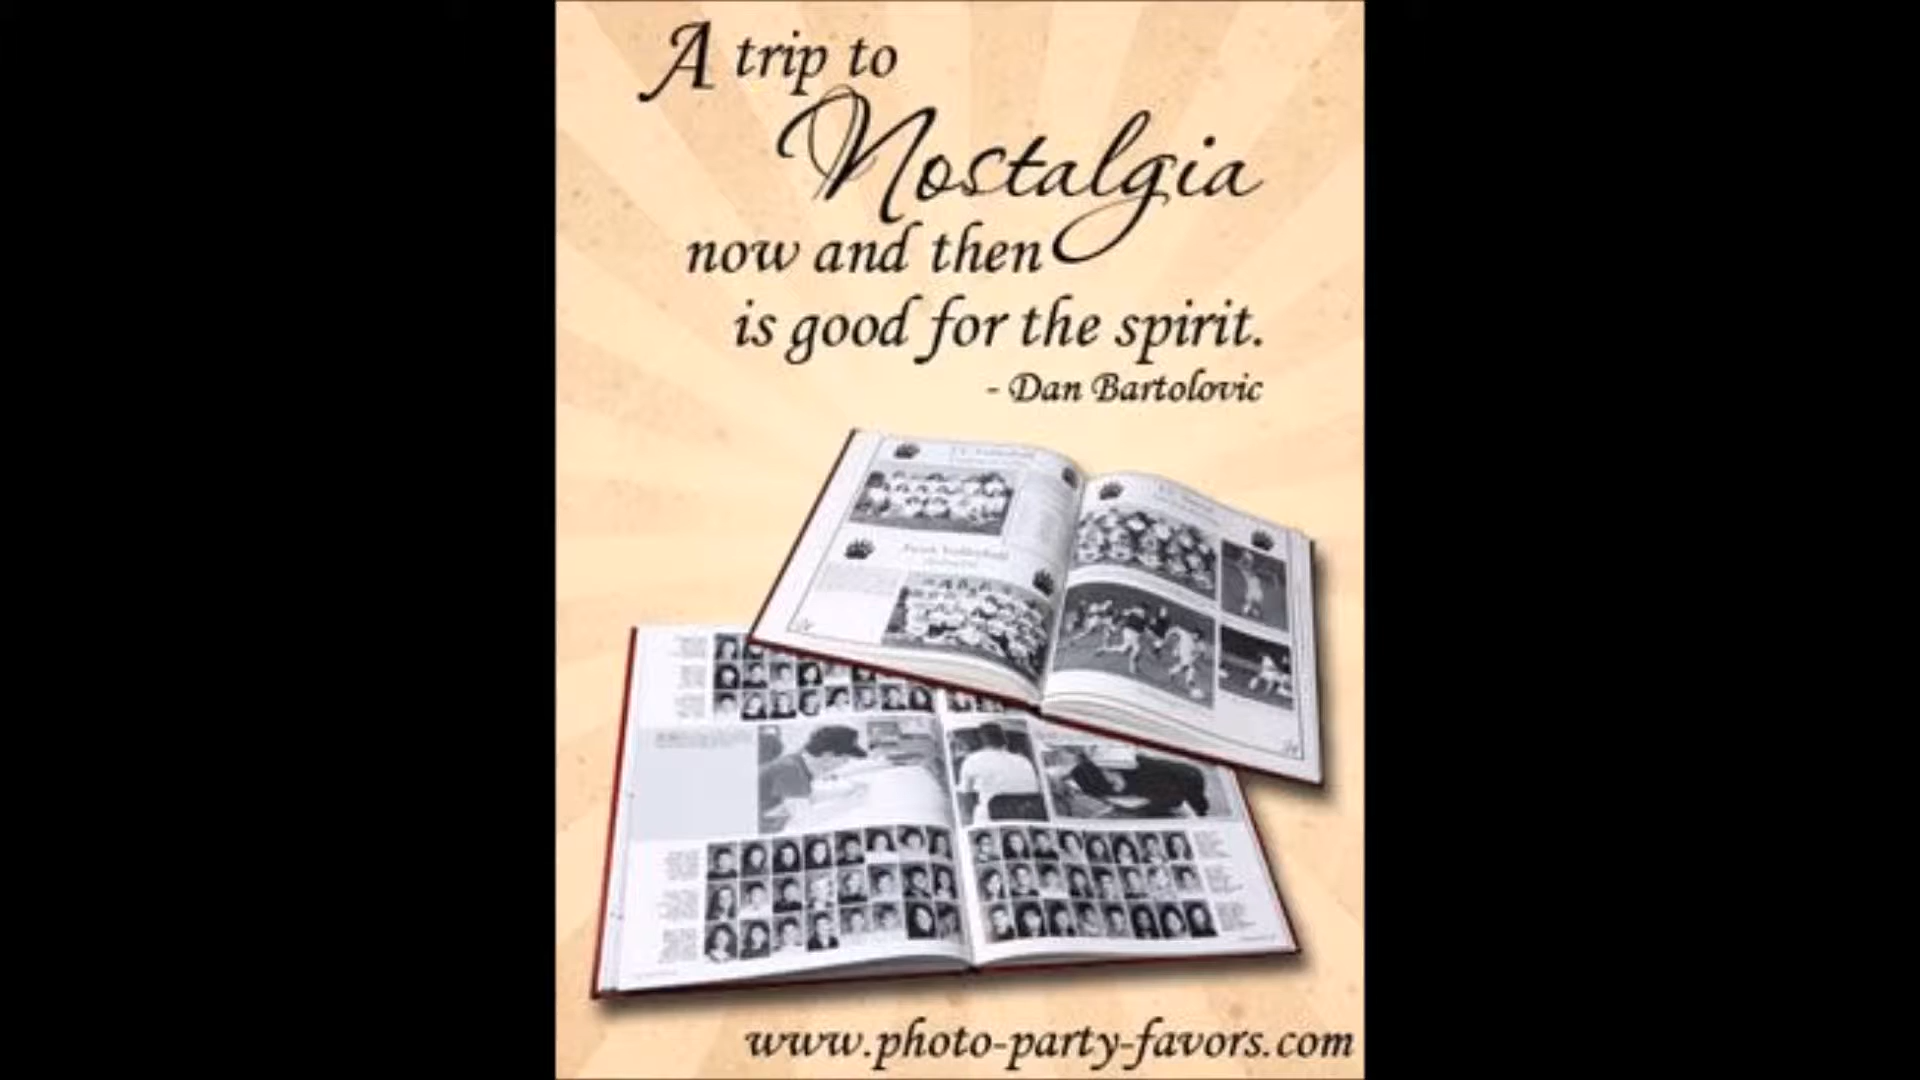 A trip to
Nostalgia
now and then
is good for the spirit.
- Dan Bartolovic
www.photo-party-favors.com